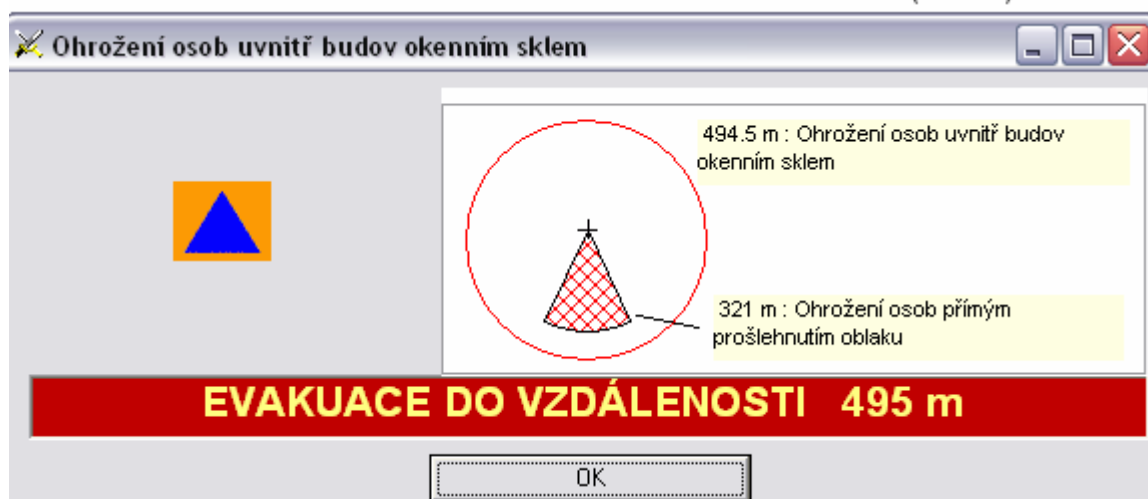 Ohrožení osob uvnitř budov okenním sklem
494.5 m : Ohrožení osob uvnitř budov
okenním sklem
321 m : Ohrožení osob přímým
prošlehnutím oblaku
EVAKUACE DO VZDÁLENOSTI 495 m
OK